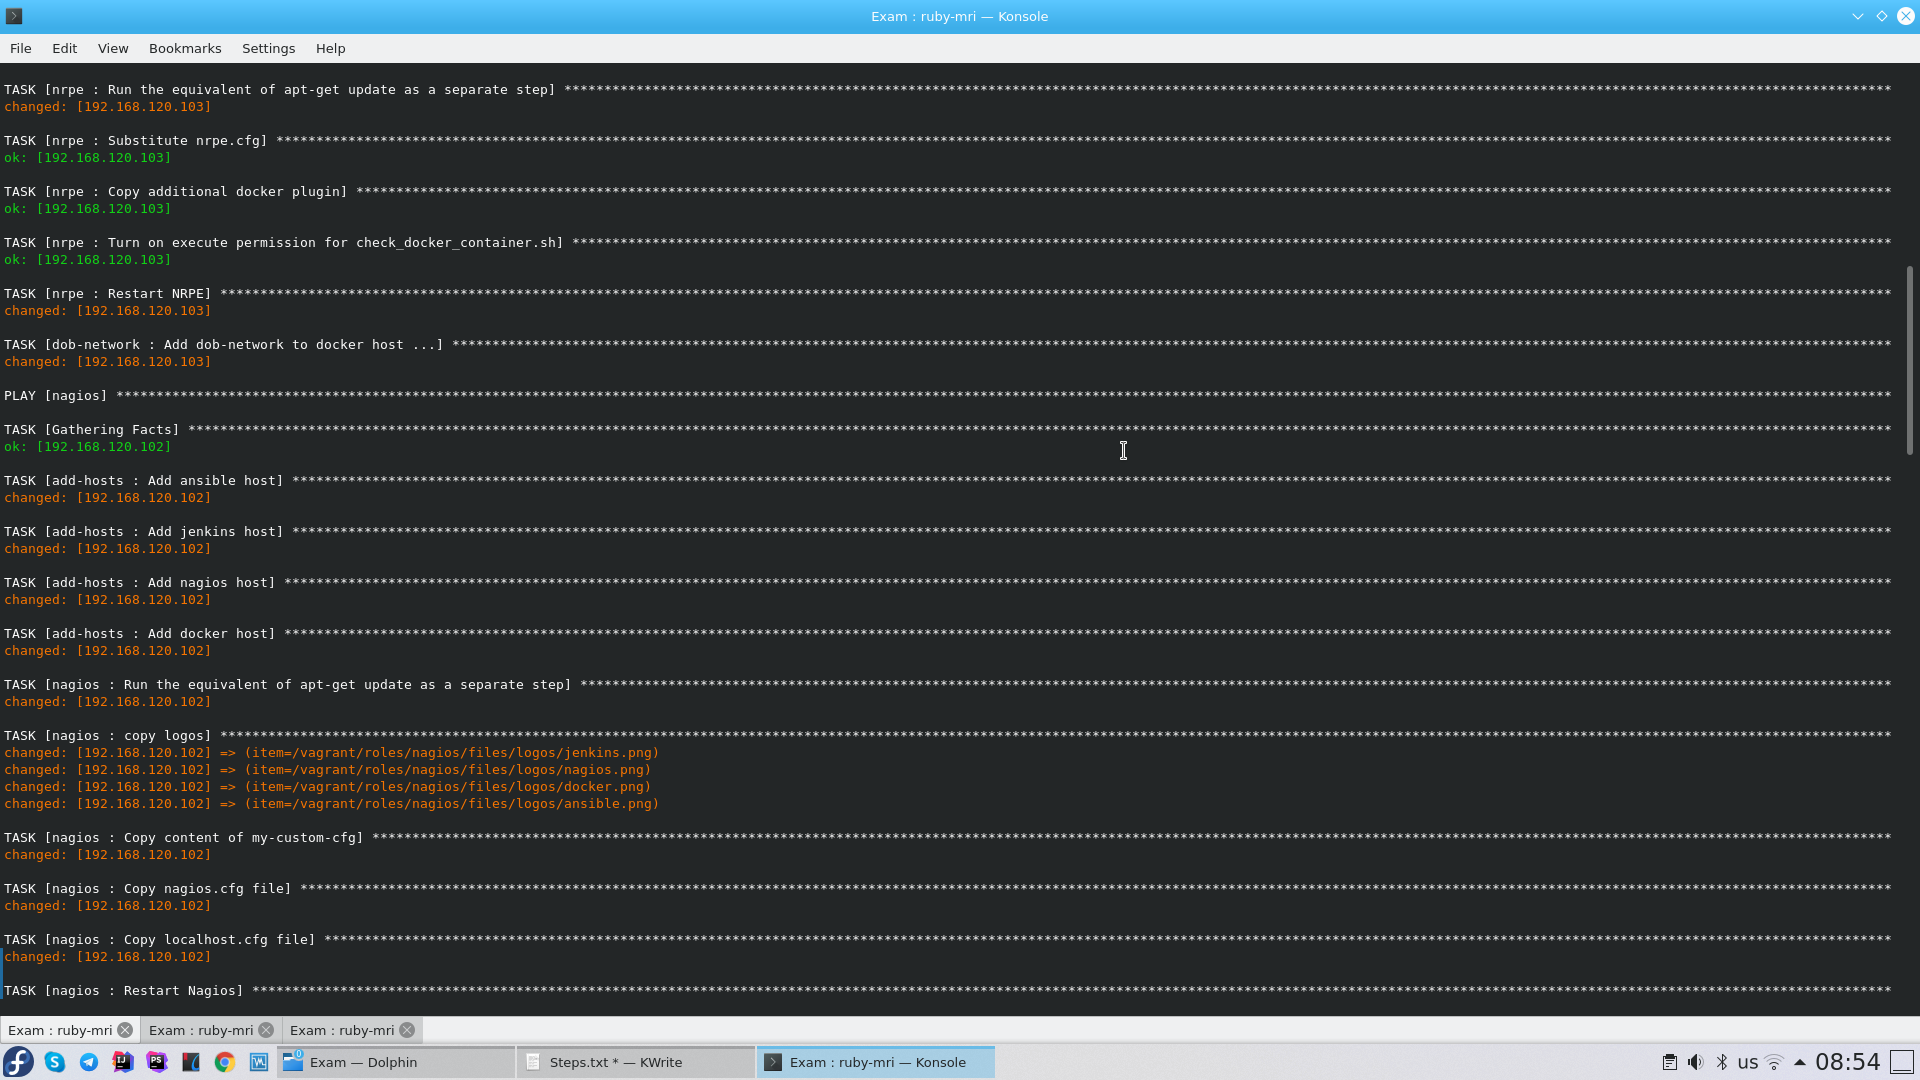 Exam : ruby-mri — Konsole
File Edit View Bookmarks Settings Help
TASK [nrpe : Run the equivalent of apt-get update as a separate step] **********************************************************************************************************************************************************************
changed: [192.168.120.103]
TASK [nrpe : Substitute nrpe.cfg] **********************************************************************************************************************************************************************************************************
ok: [192.168.120.103]
TASK [nrpe : Copy additional docker plugin] ************************************************************************************************************************************************************************************************
ok: [192.168.120.103]
TASK [nrpe : Turn on execute permission for check_docker_container.sh] *********************************************************************************************************************************************************************
ok: [192.168.120.103]
TASK [nrpe : Restart NRPE] *****************************************************************************************************************************************************************************************************************
changed: [192.168.120.103]
TASK [dob-network : Add dob-network to docker host ...] ************************************************************************************************************************************************************************************
changed: [192.168.120.103]
PLAY [nagios] ******************************************************************************************************************************************************************************************************************************
TASK [Gathering Facts] *********************************************************************************************************************************************************************************************************************
ok: [192.168.120.102]
TASK [add-hosts : Add ansible host] ********************************************************************************************************************************************************************************************************
changed: [192.168.120.102]
TASK [add-hosts : Add jenkins host] ********************************************************************************************************************************************************************************************************
changed: [192.168.120.102]
TASK [add-hosts : Add nagios host] *********************************************************************************************************************************************************************************************************
changed: [192.168.120.102]
TASK [add-hosts : Add docker host] *********************************************************************************************************************************************************************************************************
changed: [192.168.120.102]
TASK [nagios : Run the equivalent of apt-get update as a separate step] ********************************************************************************************************************************************************************
changed: [192.168.120.102]
TASK [nagios : copy logos] *****************************************************************************************************************************************************************************************************************
changed: [192.168.120.102] => (item=/vagrant/roles/nagios/files/logos/jenkins.png)
changed: [192.168.120.102] => (item=/vagrant/roles/nagios/files/logos/nagios.png)
changed: [192.168.120.102] => (item=/vagrant/roles/nagios/files/logos/docker.png)
changed: [192.168.120.102] => (item=/vagrant/roles/nagios/files/logos/ansible.png)
TASK [nagios : Copy content of my-custom-cfg] **********************************************************************************************************************************************************************************************
changed: [192.168.120.102]
TASK [nagios : Copy nagios.cfg file] *******************************************************************************************************************************************************************************************************
changed: [192.168.120.102]
TASK [nagios : Copy localhost.cfg file] ****************************************************************************************************************************************************************************************************
changed: [192.168.120.102]
TASK [nagios : Restart Nagios] *************************************************************************************************************************************************************************************************************
Exam : ruby-mri Exam : ruby-mri Exam : ruby-mri
Exam — Dolphin Steps.txt * — KWrite Exam : ruby-mri — Konsole us 08:54